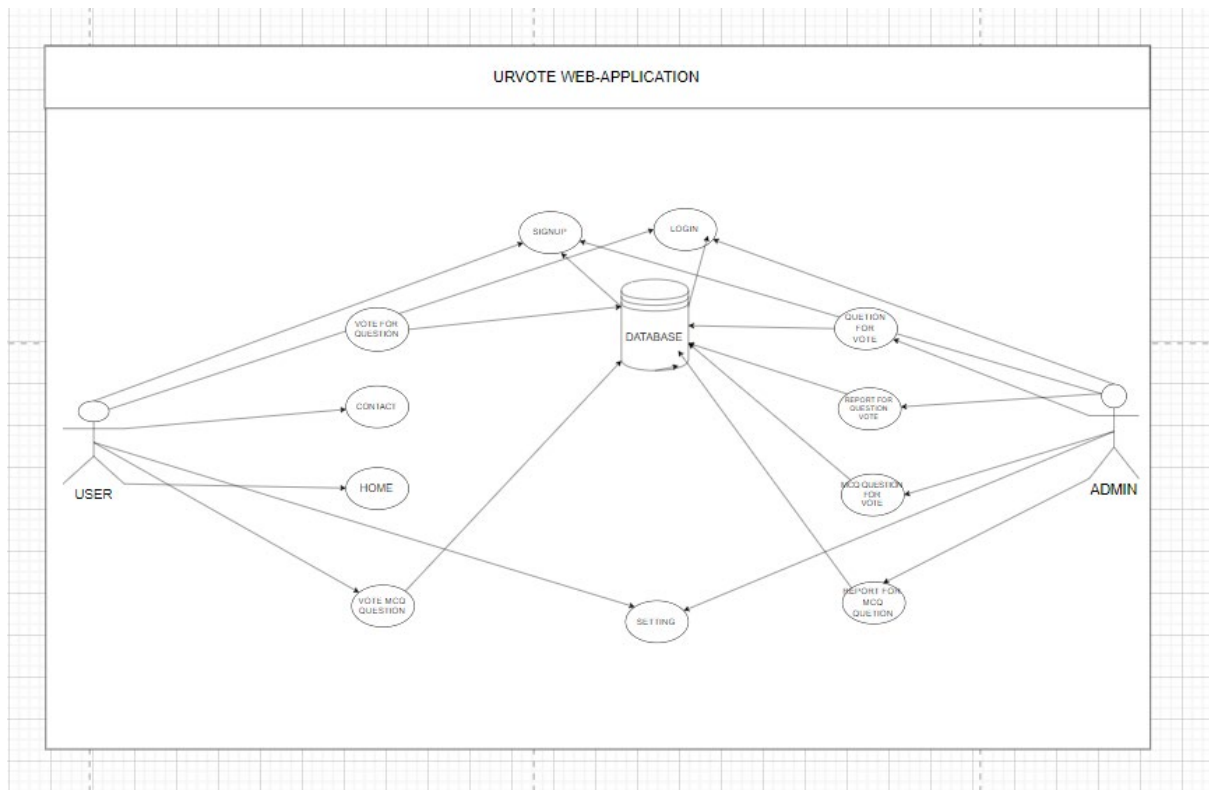 URVOTE WEB-APPLICATION
SIGNUP
LOGIN
VOTE FOR
QUESTION
DATABASE
QUETION
FOR
VOTE
CONTACT
REPORT FOR
QUESTION
VOTE
USER
HOME
MCQ QUESTION
FOR
VOTE
ADMIN
VOTE MCQ
QUESTION
REPORT FOR
MCQ
QUETION
SETTING